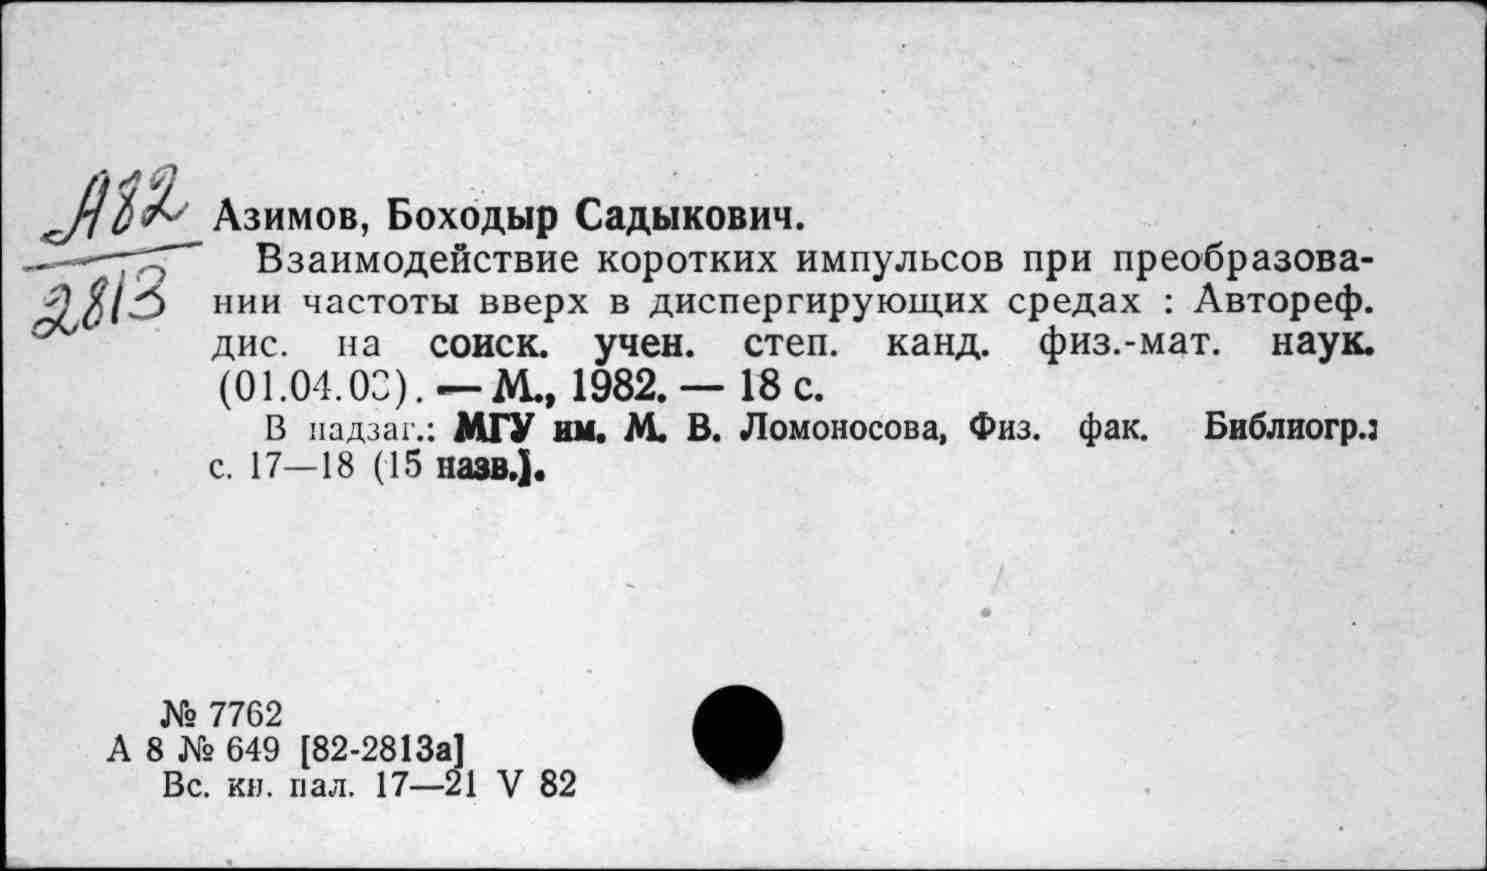 А82
2813
Азимов, Боходыр Садыкович.
Взаимодействие коротких импульсов при преобразова-
нии частоты вверх в диспергирующих средах : Автореф.
дис. на соиск. учен. степ. канд. физ.-мат. наук.
(01.04.03). — М., 1982. — 18 с.
В надзаг.: МГУ им. М. В. Ломоносова, Физ. фак. Библиогр.:
с. 17—18 (15 назв.).
№ 7762
А 8 № 649 [82-2813а]
Вс. кн. пал. 17—21 V 82